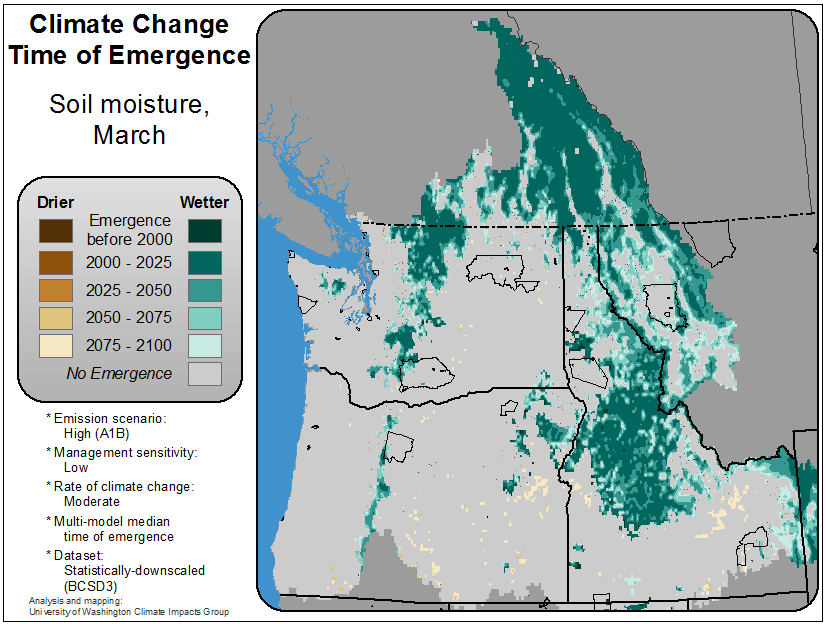 Climate Change
Time of Emergence
Soil moisture,
March
Drier Wetter
Emergence
before 2000
2000 - 2025
2025 - 2050
2050 - 2075
2075 - 2100
No Emergence
* Emission scenario:
High (A1B)
* Management sensitivity:
Low
* Rate of climate change:
Moderate
* Multi-model median
time of emergence
* Dataset:
Statistically-downscaled
(BCSD3)
Analysis and mapping:
University of Washington Climate Impacts Group